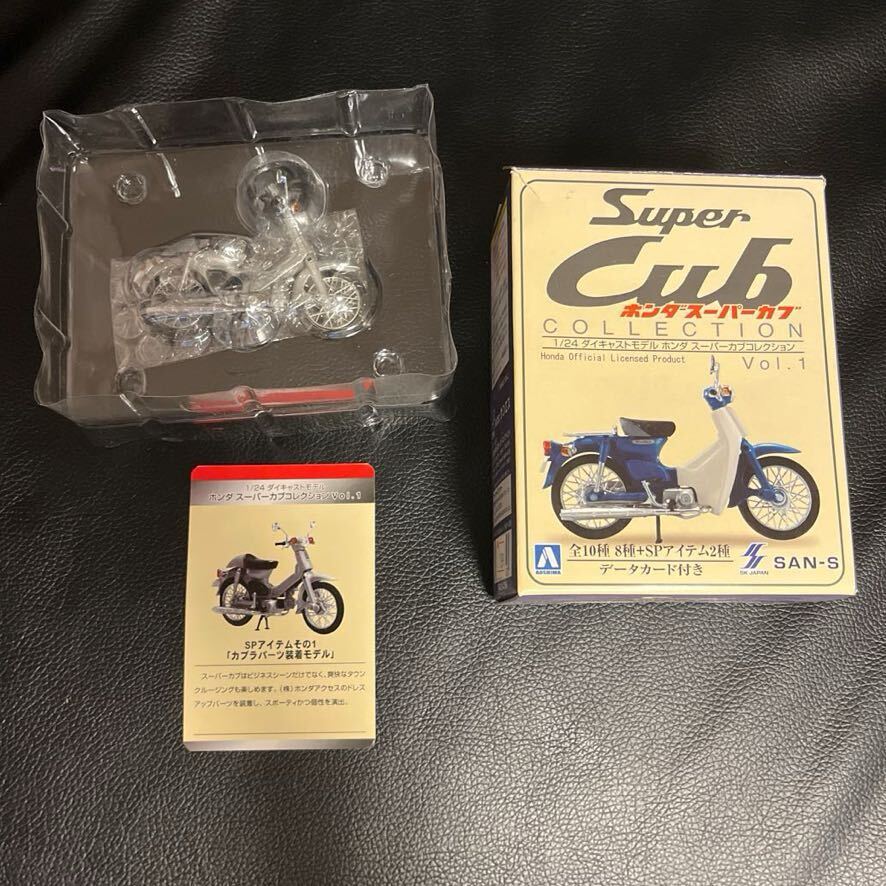 Super
Cub
ホンダスーパーカブ
COLLECTION
1/24 ダイキャストモデル ホンダ スーパーカブコレクション
Honda Official Licensed Product
Vol.1
全10種 8種+SPアイテム2種
データカード付き
AOSHIMA
SK JAPAN
SAN-S
1/24 ダイキャストモデル
ホンダ スーパーカブコレクション Vol.1
SPアイテムその1
「カブラパーツ装着モデル」
スーパーカブはビジネスシーンだけでなく、爽快なタウン
クルージングも楽しめます。(株)ホンダアクセスのドレス
アップパーツを装着し、スポーティかつ個性を演出。